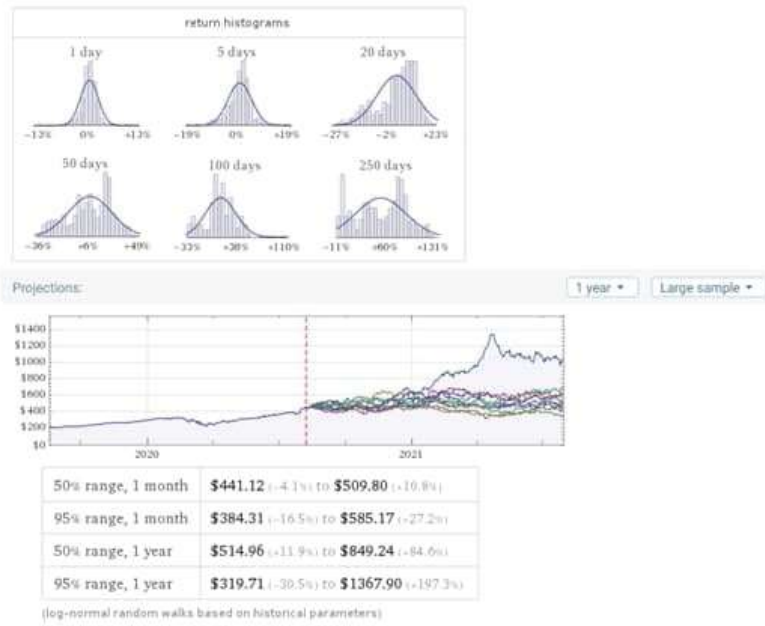 return histograms
1 day 5 days 20 days
-13% 0% +13% -19% 0% +19% -27% -2% +23%
50 days 100 days 250 days
-36% +6% +49% -33% +38% +110% -11% +60% +131%
Projections: 1 year Large sample
$1400
$1200
$1000
$800
$600
$400
$200
$0
2020 2021
50% range, 1 month $441.12 (-4.1%) to $509.80 (+10.8%)
95% range, 1 month $384.31 (-16.5%) to $585.17 (+27.2%)
50% range, 1 year $514.96 (+11.9%) to $849.24 (+84.6%)
95% range, 1 year $319.71 (-30.5%) to $1367.90 (+197.3%)
(log-normal random walks based on historical parameters)